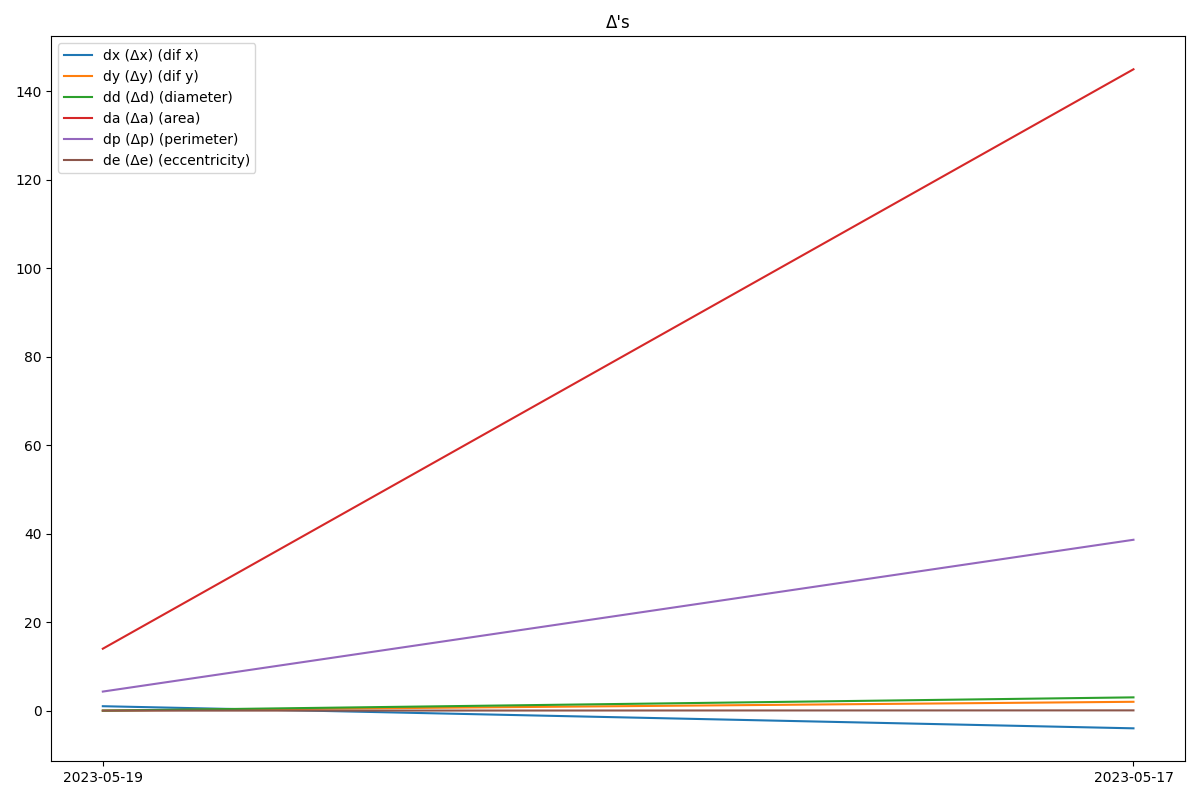 Δ's
dx (Δx) (dif x)
dy (Δy) (dif y)
dd (Δd) (diameter)
da (Δa) (area)
dp (Δp) (perimeter)
de (Δe) (eccentricity)
140
120
100
80
60
40
20
0
2023-05-19 2023-05-17